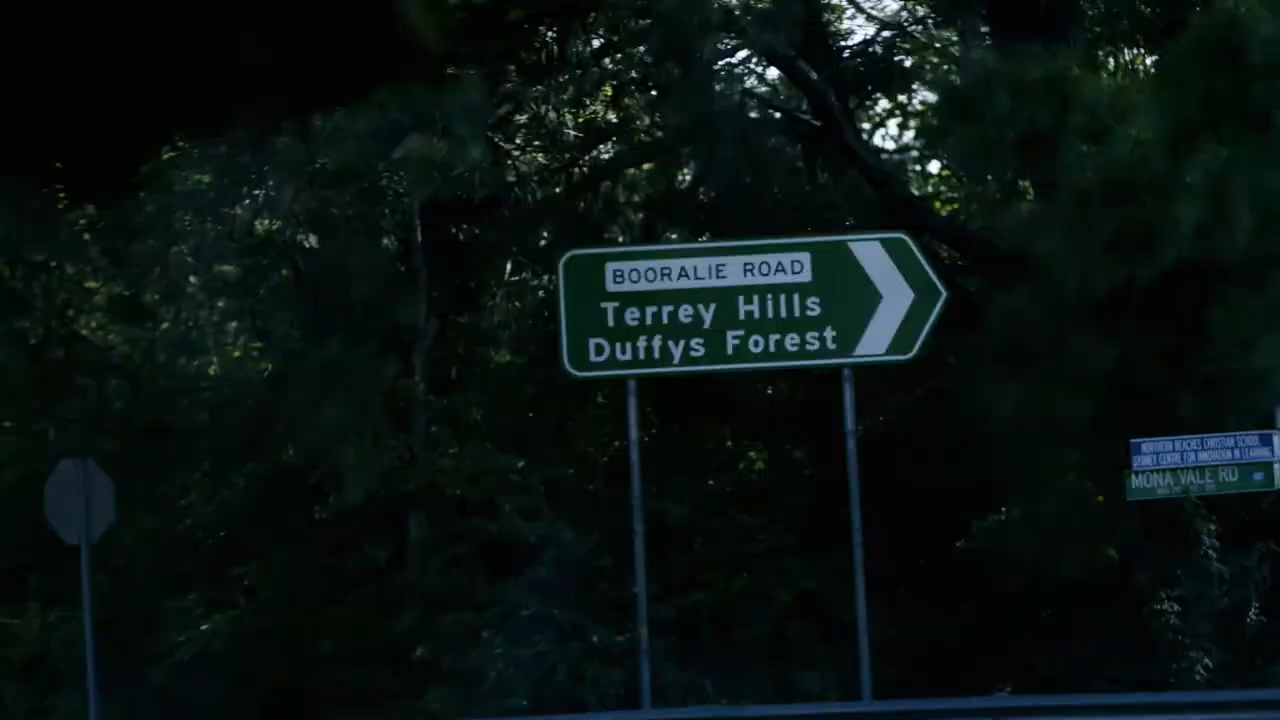 BOORALIE ROAD
Terrey Hills
Duffys Forest
NORTHERN BEACHES CHRISTIAN SCHOOL
SYDNEY CENTRE FOR INNOVATION IN LEARNING
MONA VALE RD